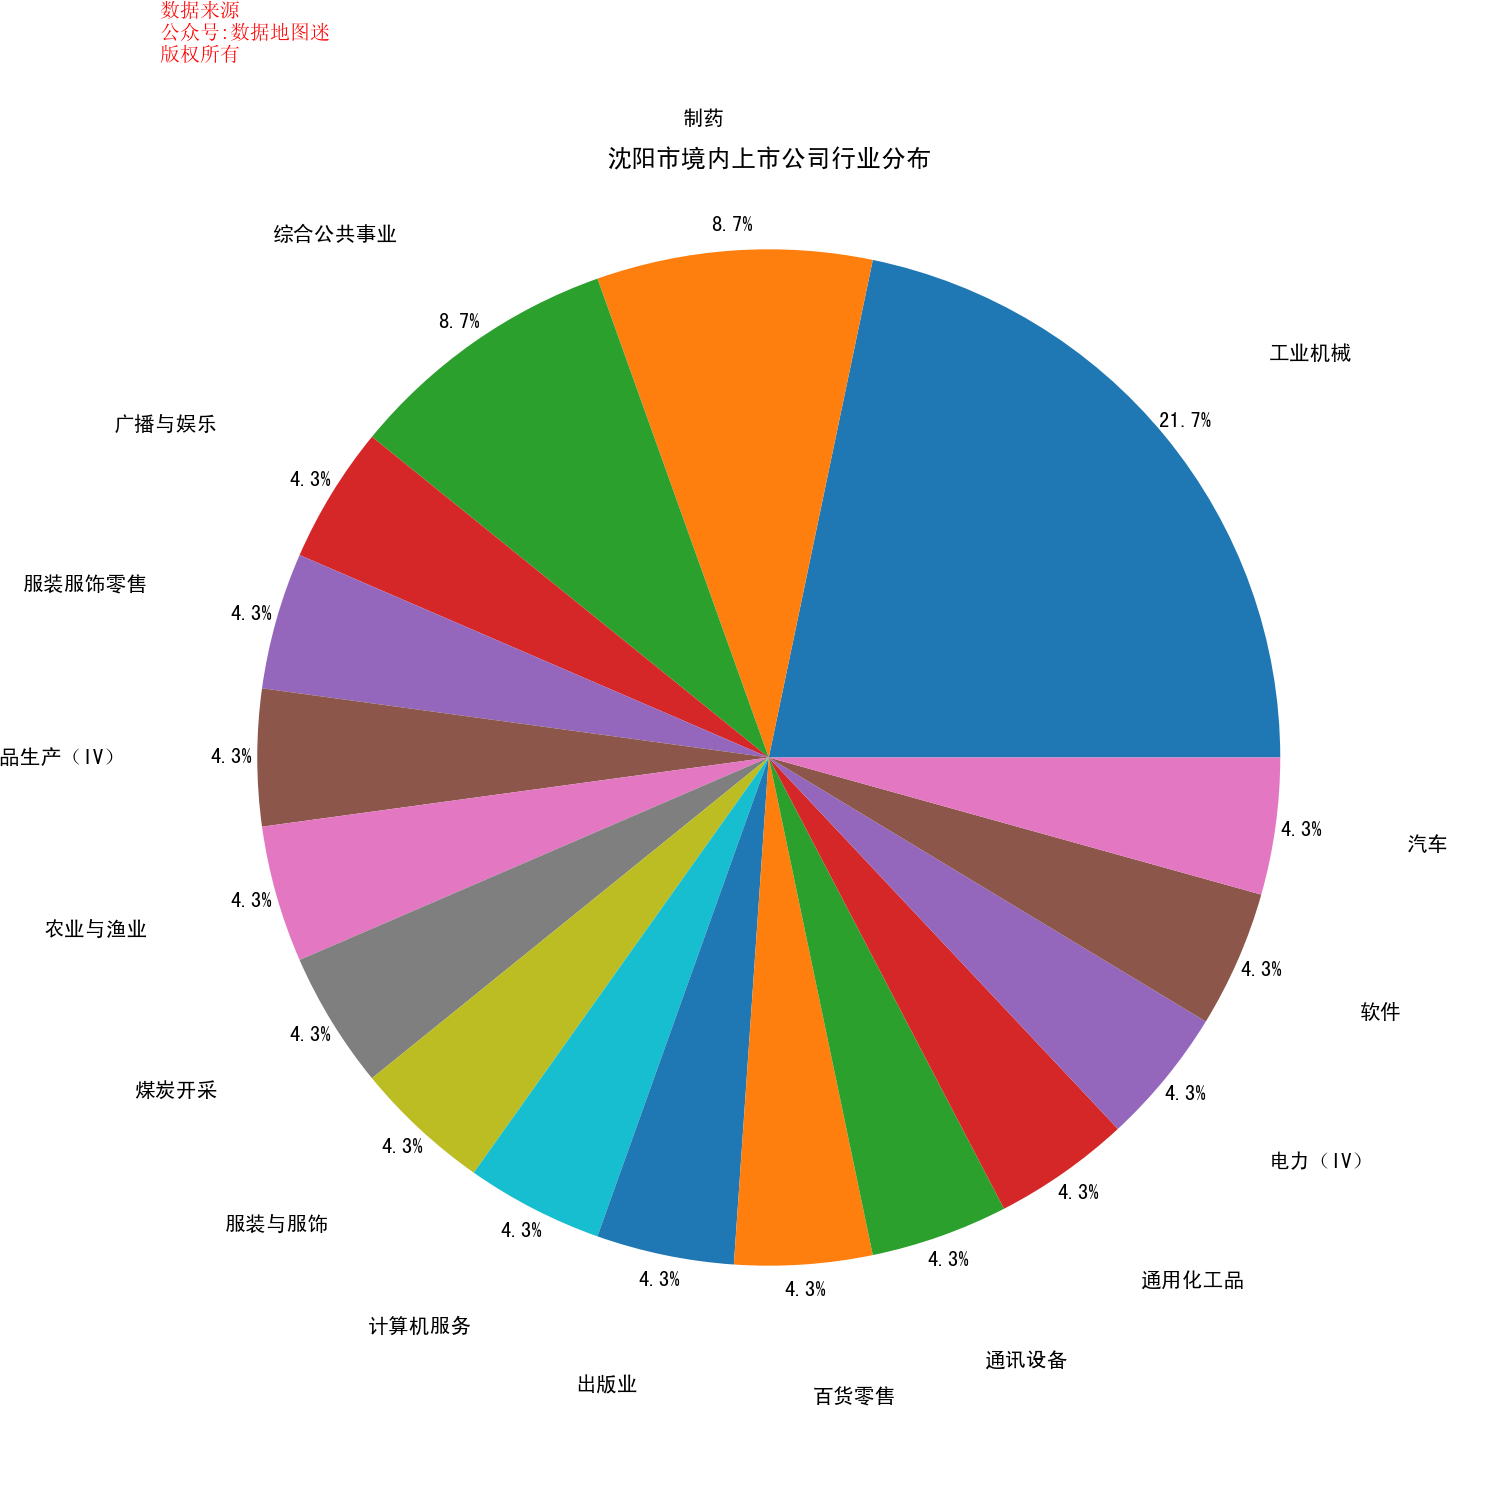 数据来源
公众号:数据地图迷
版权所有
制药
沈阳市境内上市公司行业分布
8.7%
综合公共事业
8.7%
工业机械
21.7%
广播与娱乐
4.3%
服装服饰零售
4.3%
品生产（IV）
4.3%
汽车
4.3%
农业与渔业
4.3%
软件
4.3%
煤炭开采
4.3%
电力（IV）
4.3%
服装与服饰
4.3%
通用化工品
4.3%
计算机服务
4.3%
通讯设备
4.3%
出版业
4.3%
百货零售
4.3%